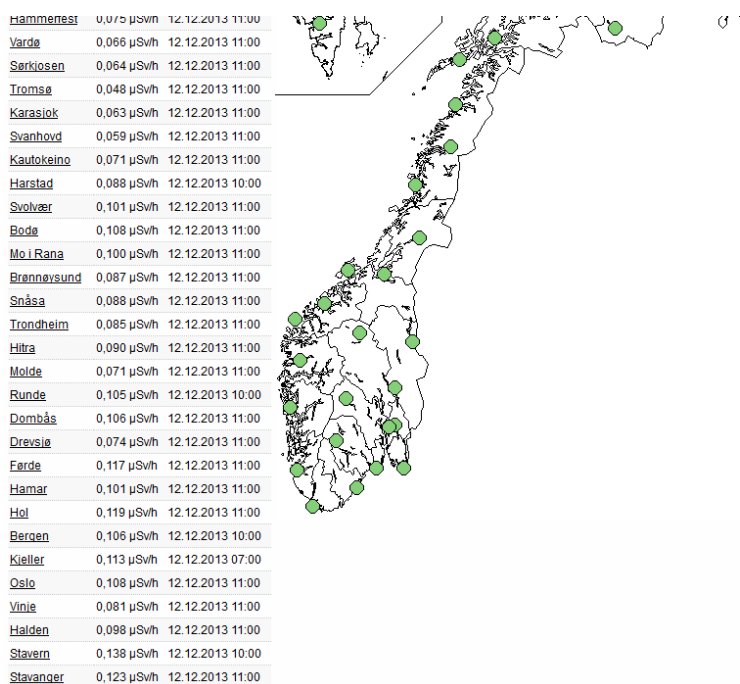 Hammerfest 0,075 µSv/h 12.12.2013 11:00
Vardø 0,066 µSv/h 12.12.2013 11:00
Sørkjosen 0,064 µSv/h 12.12.2013 11:00
Tromsø 0,048 µSv/h 12.12.2013 11:00
Karasjok 0,063 µSv/h 12.12.2013 11:00
Svanhovd 0,059 µSv/h 12.12.2013 11:00
Kautokeino 0,071 µSv/h 12.12.2013 11:00
Harstad 0,088 µSv/h 12.12.2013 10:00
Svolvær 0,101 µSv/h 12.12.2013 11:00
Bodø 0,108 µSv/h 12.12.2013 11:00
Mo i Rana 0,100 µSv/h 12.12.2013 11:00
Brønnøysund 0,087 µSv/h 12.12.2013 11:00
Snåsa 0,088 µSv/h 12.12.2013 11:00
Trondheim 0,085 µSv/h 12.12.2013 11:00
Hitra 0,090 µSv/h 12.12.2013 11:00
Molde 0,071 µSv/h 12.12.2013 11:00
Runde 0,105 µSv/h 12.12.2013 10:00
Dombås 0,106 µSv/h 12.12.2013 11:00
Drevsjø 0,074 µSv/h 12.12.2013 11:00
Førde 0,117 µSv/h 12.12.2013 11:00
Hamar 0,101 µSv/h 12.12.2013 11:00
Hol 0,119 µSv/h 12.12.2013 11:00
Bergen 0,106 µSv/h 12.12.2013 10:00
Kjeller 0,113 µSv/h 12.12.2013 07:00
Oslo 0,108 µSv/h 12.12.2013 11:00
Vinje 0,081 µSv/h 12.12.2013 11:00
Halden 0,098 µSv/h 12.12.2013 11:00
Stavern 0,138 µSv/h 12.12.2013 10:00
Stavanger 0,123 µSv/h 12.12.2013 11:00